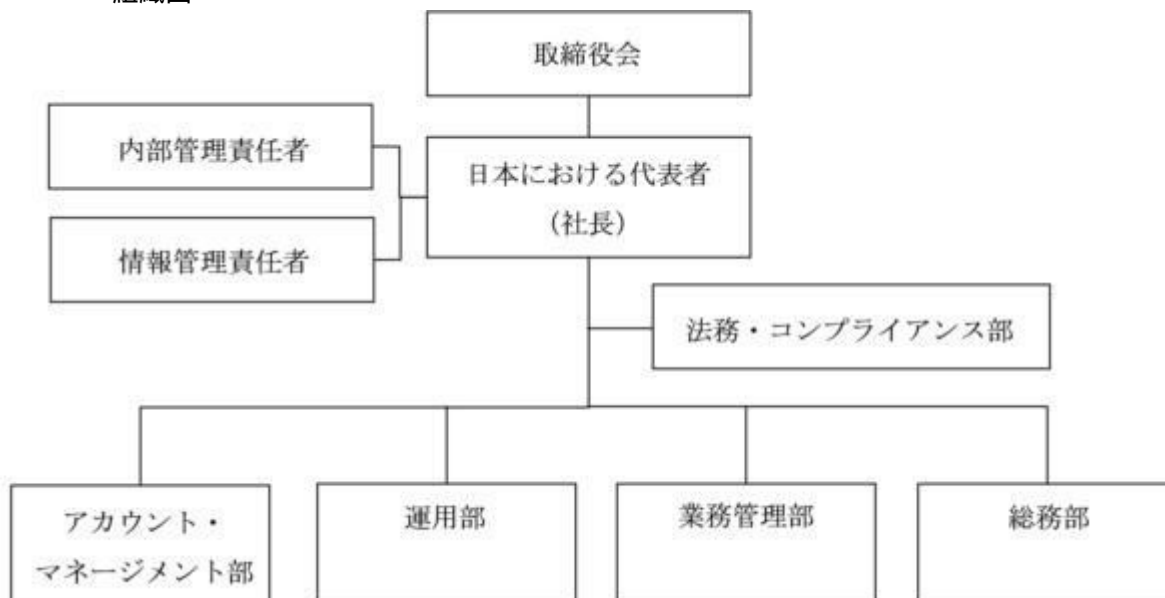 組織図
取締役会
内部管理責任者
日本における代表者
(社長)
情報管理責任者
法務・コンプライアンス部
アカウント・
マネージメント部
運用部
業務管理部
総務部